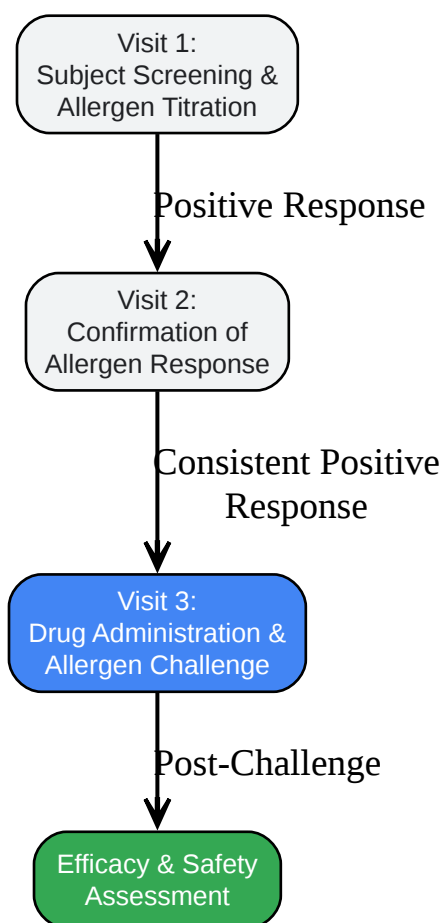 Visit 1:
Subject Screening &
Allergen Titration
Positive Response
Visit 2:
Confirmation of
Allergen Response
Consistent Positive
Response
Visit 3:
Drug Administration &
Allergen Challenge
Post-Challenge
Efficacy & Safety
Assessment